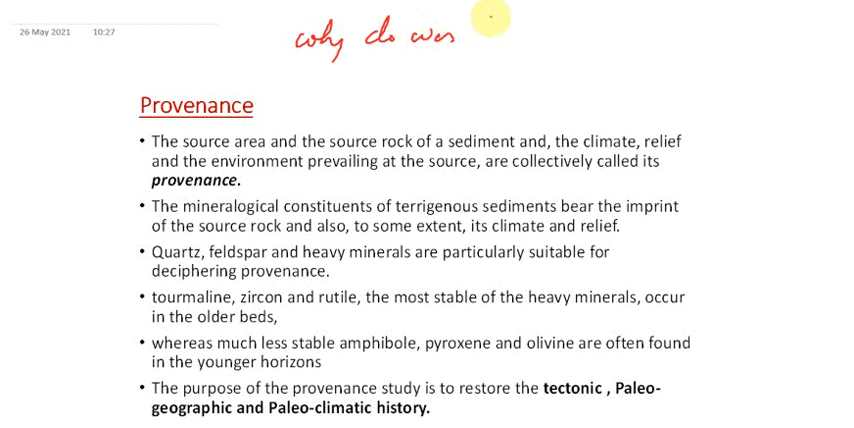 26 May 2021 10:27
why do was
Provenance
• The source area and the source rock of a sediment and, the climate, relief
and the environment prevailing at the source, are collectively called its
provenance.
• The mineralogical constituents of terrigenous sediments bear the imprint
of the source rock and also, to some extent, its climate and relief.
• Quartz, feldspar and heavy minerals are particularly suitable for
deciphering provenance.
• tourmaline, zircon and rutile, the most stable of the heavy minerals, occur
in the older beds,
• whereas much less stable amphibole, pyroxene and olivine are often found
in the younger horizons
• The purpose of the provenance study is to restore the tectonic , Paleo-
geographic and Paleo-climatic history.